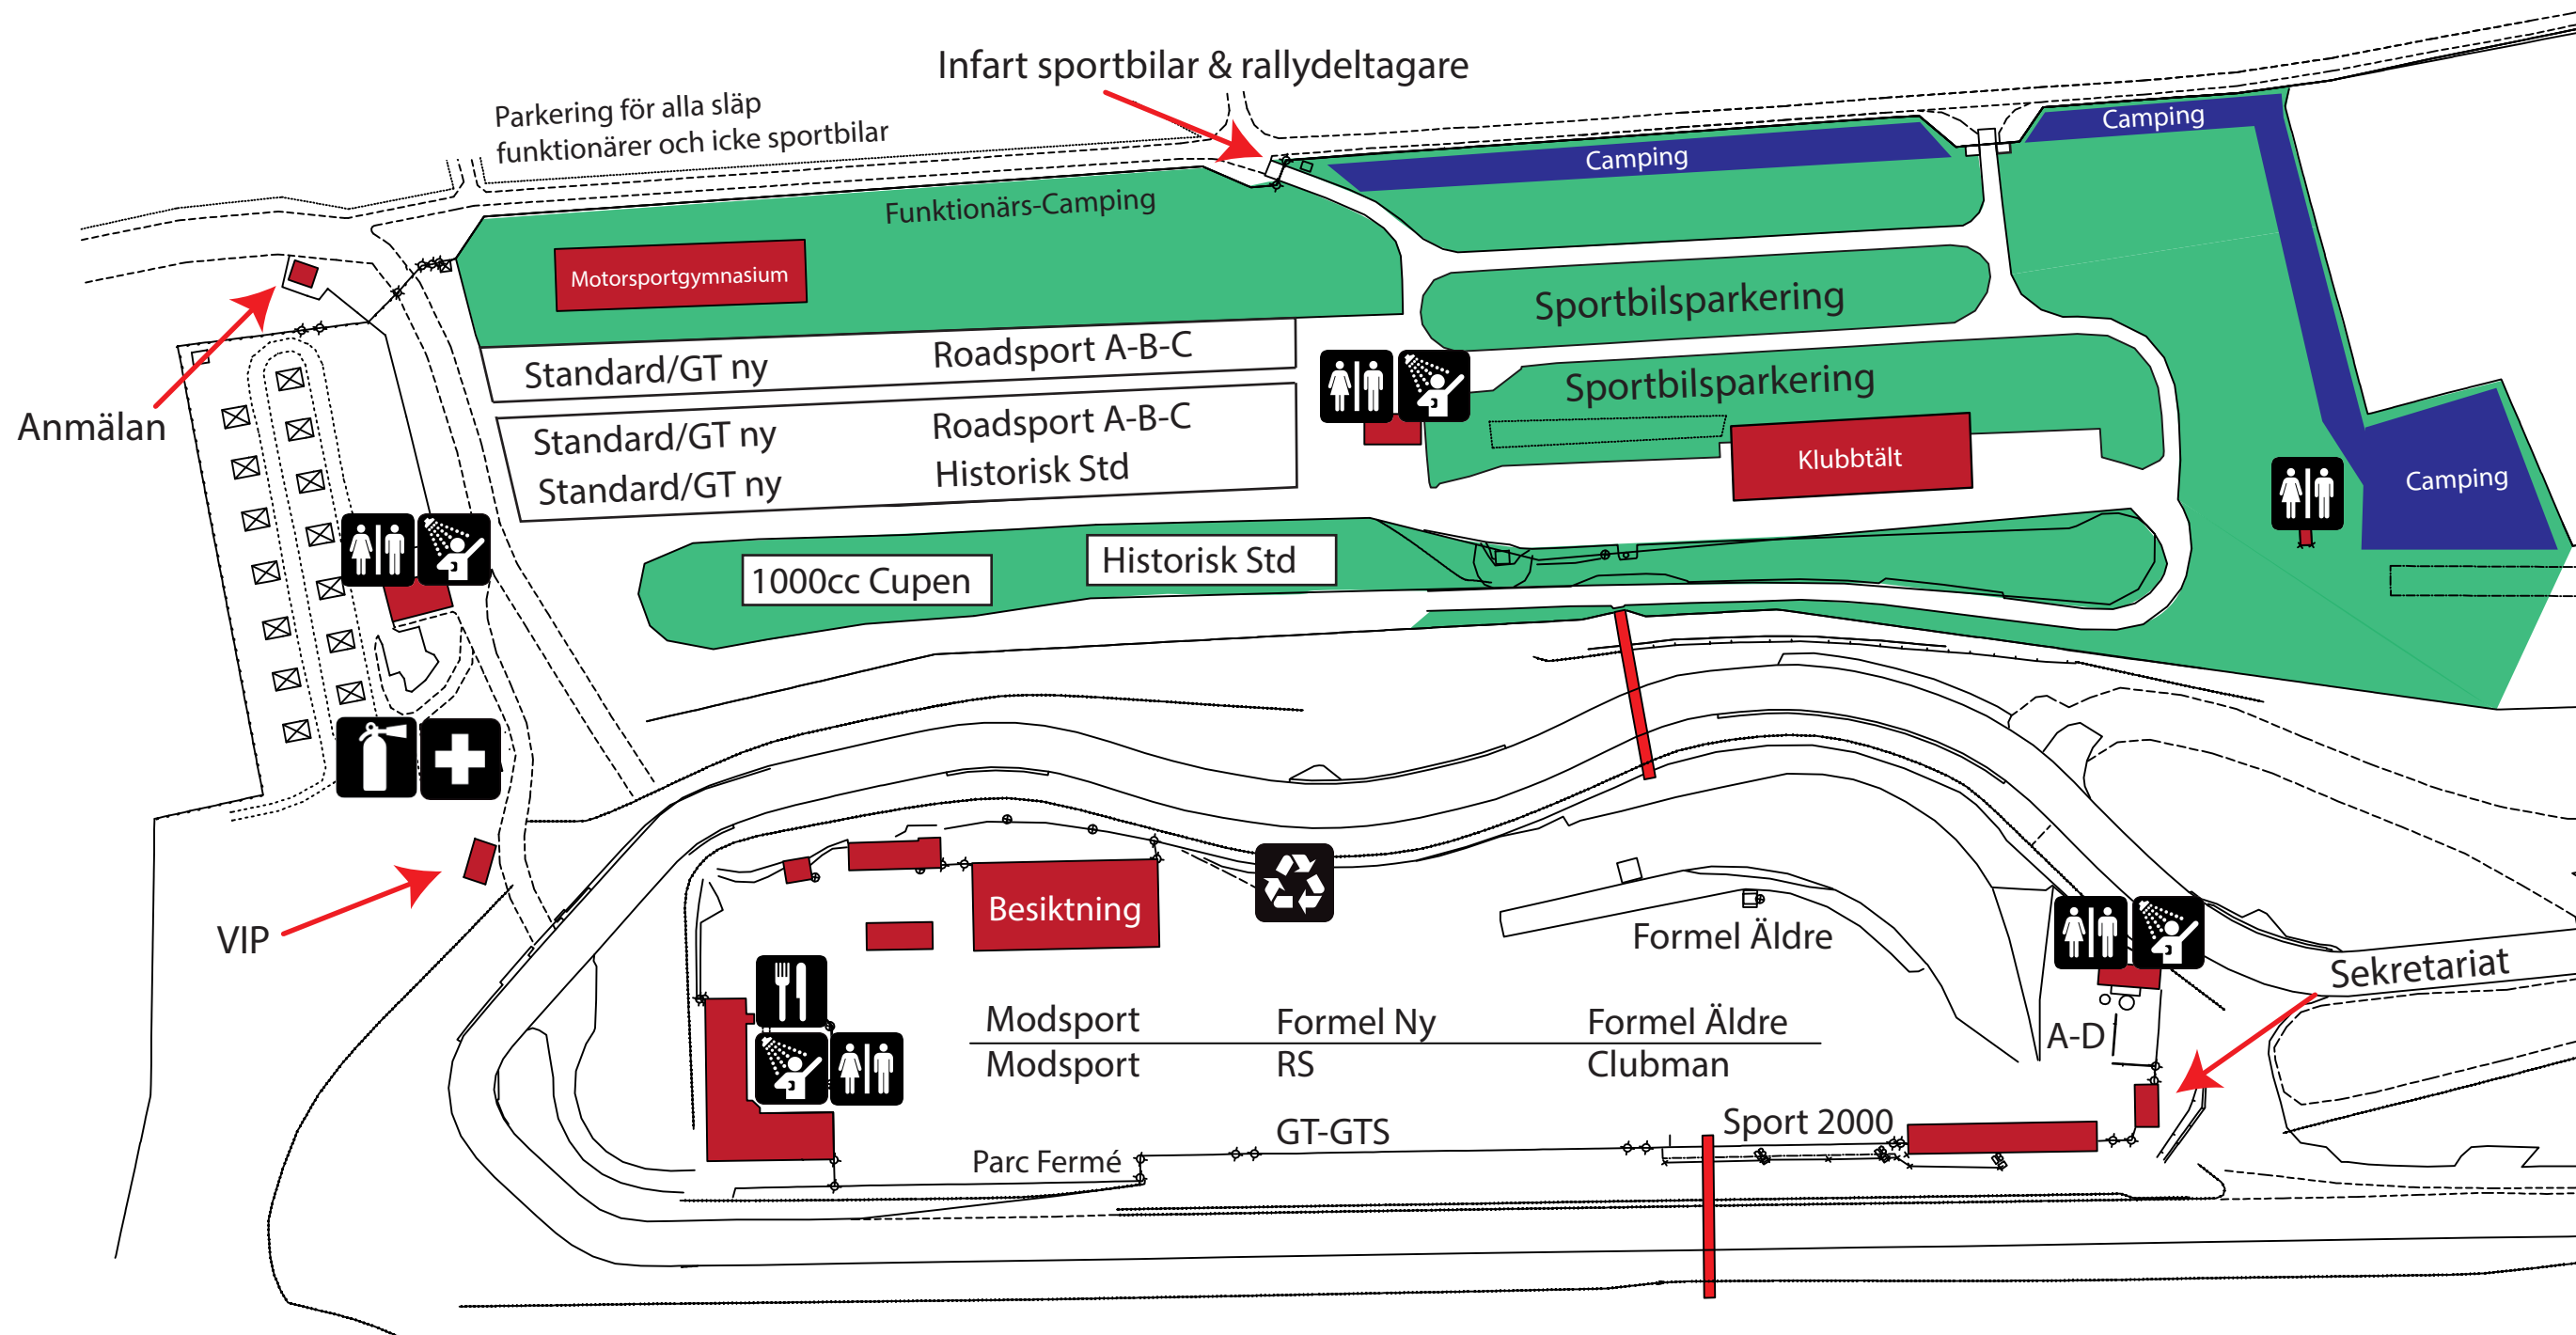 Infart sportbilar & rallydeltagare
Parkering för alla släp
funktionärer och icke sportbilar
Camping
Camping
Funktionärs-Camping
Motorsportgymnasium
Sportbilsparkering
Standard/GT ny
Roadsport A-B-C
Sportbilsparkering
Anmälan
Standard/GT ny
Roadsport A-B-C
Klubbtält
Camping
Standard/GT ny
Historisk Std
1000cc Cupen
Historisk Std
VIP
Besiktning
Formel Äldre
Sekretariat
Modsport
Formel Ny
Formel Äldre
A-D
Modsport
RS
Clubman
GT-GTS
Sport 2000
Parc Fermé